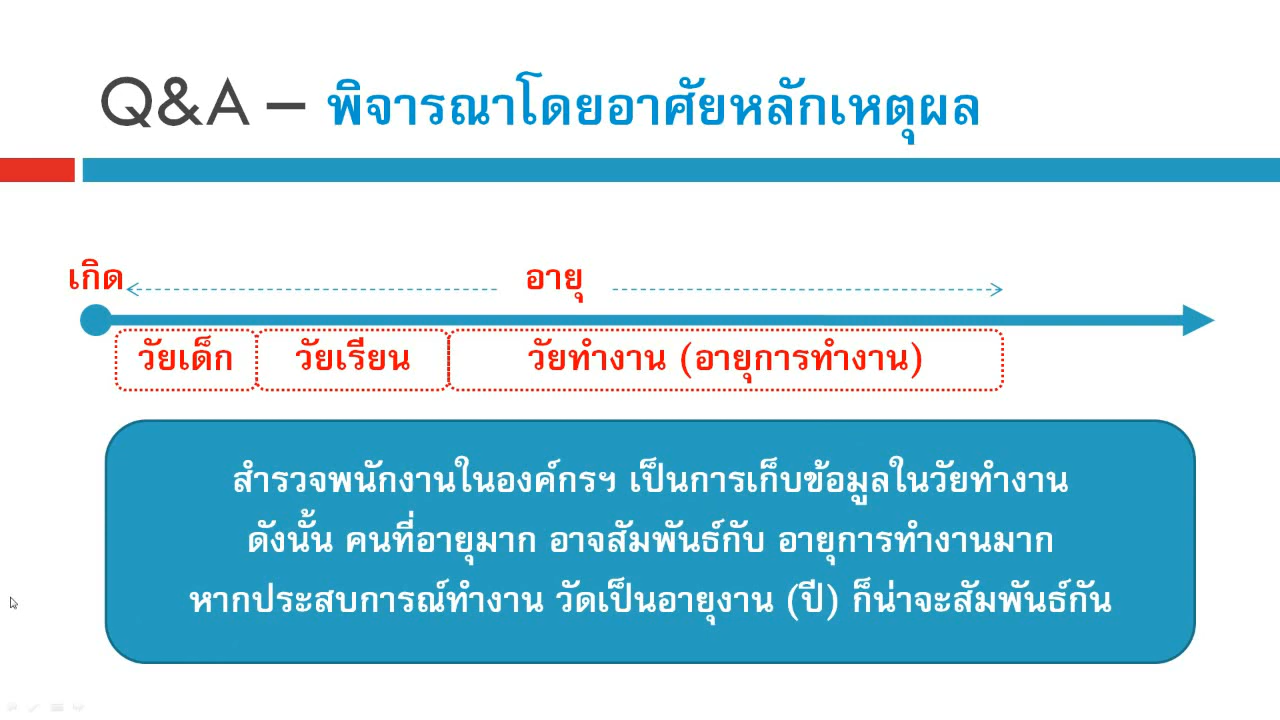 Q&A – พิจารณาโดยอาศัยหลักเหตุผล
เกิด
อายุ
วัยเด็ก
วัยเรียน
วัยทำงาน (อายุการทำงาน)
สำรวจพนักงานในองค์กรฯ เป็นการเก็บข้อมูลในวัยทำงาน
ดังนั้น คนที่อายุมาก อาจสัมพันธ์กับ อายุการทำงานมาก
หากประสบการณ์ทำงาน วัดเป็นอายุงาน (ปี) ก็น่าจะสัมพันธ์กัน